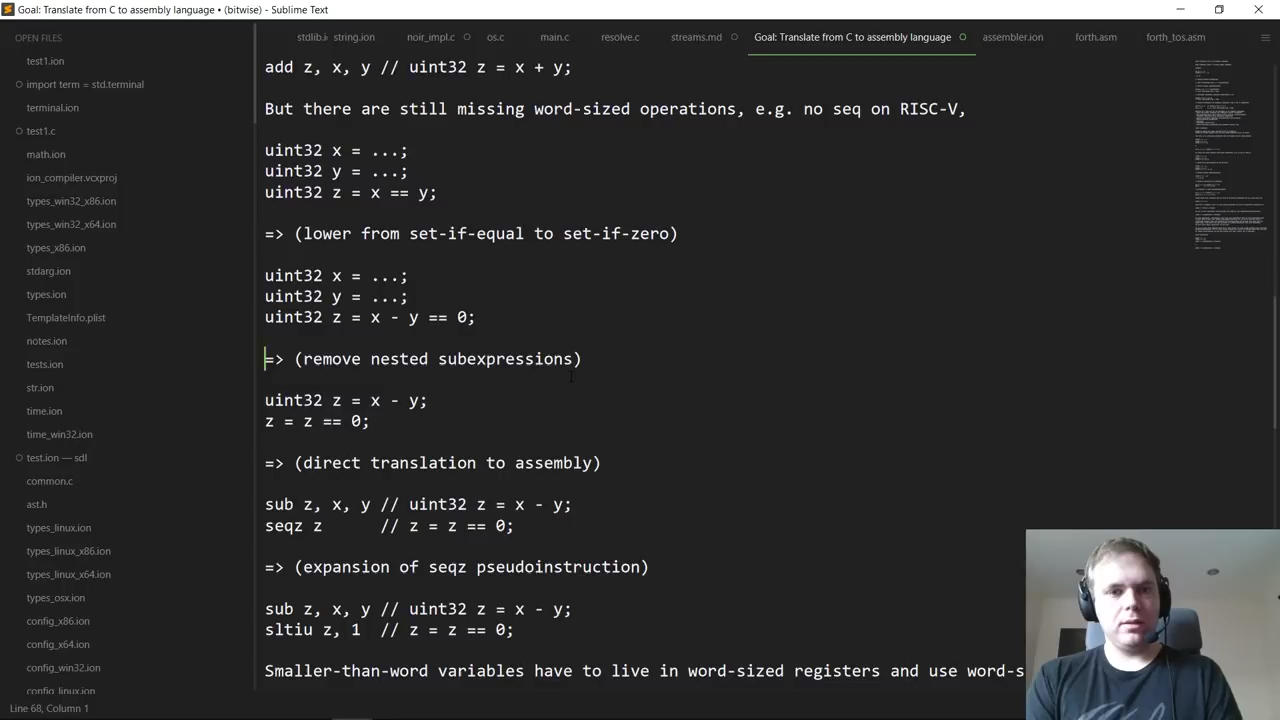 Goal: Translate from C to assembly language • (bitwise) - Sublime Text
OPEN FILES
test1.ion
import term = std.terminal
terminal.ion
test1.c
math.ion
ion_compiler.vcxproj
types_win32_x86.ion
types_win32_x64.ion
types_x86.ion
stdarg.ion
types.ion
TemplateInfo.plist
notes.ion
tests.ion
str.ion
time.ion
time_win32.ion
test.ion — sdl
common.c
ast.h
types_linux.ion
types_linux_x86.ion
types_linux_x64.ion
types_osx.ion
config_x86.ion
config_x64.ion
config_win32.ion
config_linux.ion
stdlib.i string.ion noir_impl.c os.c main.c resolve.c streams.md Goal: Translate from C to assembly language assembler.ion forth.asm forth_tos.asm
add z, x, y // uint32 z = x + y;
But there are still missing word-sized operations, e.g. no seq on RISC-V,
uint32 x = ...;
uint32 y = ...;
uint32 z = x == y;
=> (lower from set-if-equal to set-if-zero)
uint32 x = ...;
uint32 y = ...;
uint32 z = x - y == 0;
=> (remove nested subexpressions)
uint32 z = x - y;
z = z == 0;
=> (direct translation to assembly)
sub z, x, y // uint32 z = x - y;
seqz z // z = z == 0;
=> (expansion of seqz pseudoinstruction)
sub z, x, y // uint32 z = x - y;
sltiu z, 1 // z = z == 0;
Smaller-than-word variables have to live in word-sized registers and use word-s
Line 68, Column 1